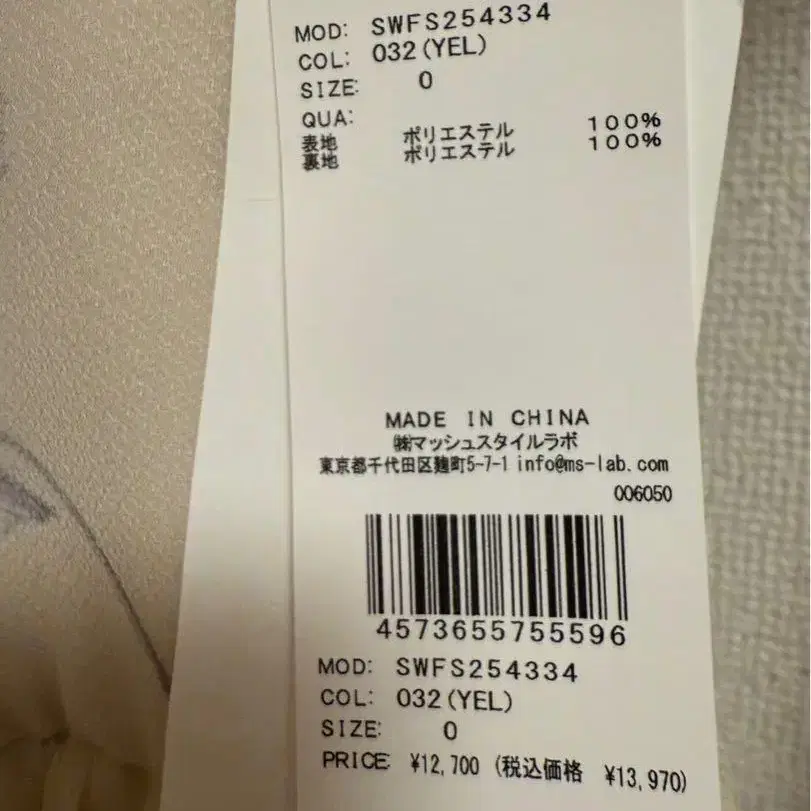 MOD: SWFS254334
COL: 032(YEL)
SIZE: 0
QUA:
表地 ポリエステル 100%
裏地 ポリエステル 100%
MADE IN CHINA
㈱マッシュスタイルラボ
東京都千代田区麹町5-7-1 info@ms-lab.com
006050
4573655755596
MOD: SWFS254334
COL: 032(YEL)
SIZE: 0
PRICE: ¥12,700 (税込価格 ¥13,970)